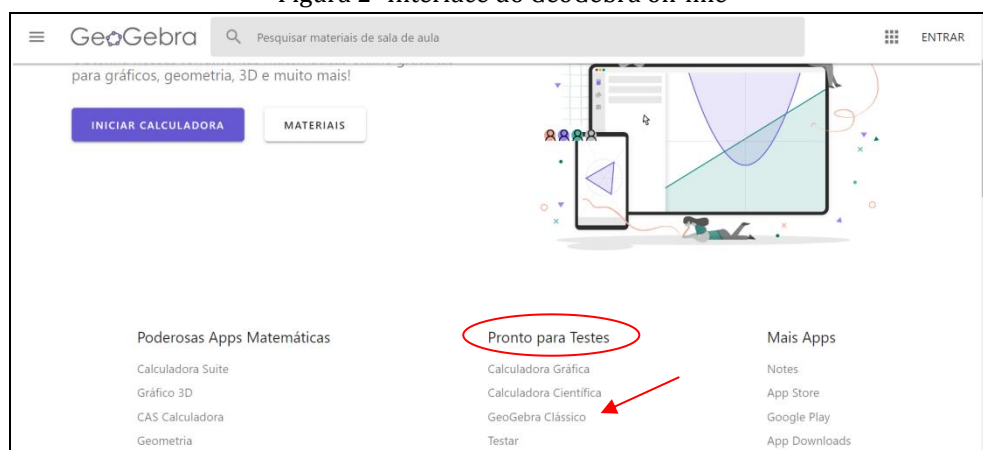 Figura 2- Interface do GeoGebra on-line
GeoGebra
Pesquisar materiais de sala de aula
ENTRAR
para gráficos, geometria, 3D e muito mais!
INICIAR CALCULADORA
MATERIAIS
Poderosas Apps Matemáticas
Calculadora Suite
Gráfico 3D
CAS Calculadora
Geometria
Pronto para Testes
Calculadora Gráfica
Calculadora Científica
GeoGebra Clássico
Testar
Mais Apps
Notes
App Store
Google Play
App Downloads